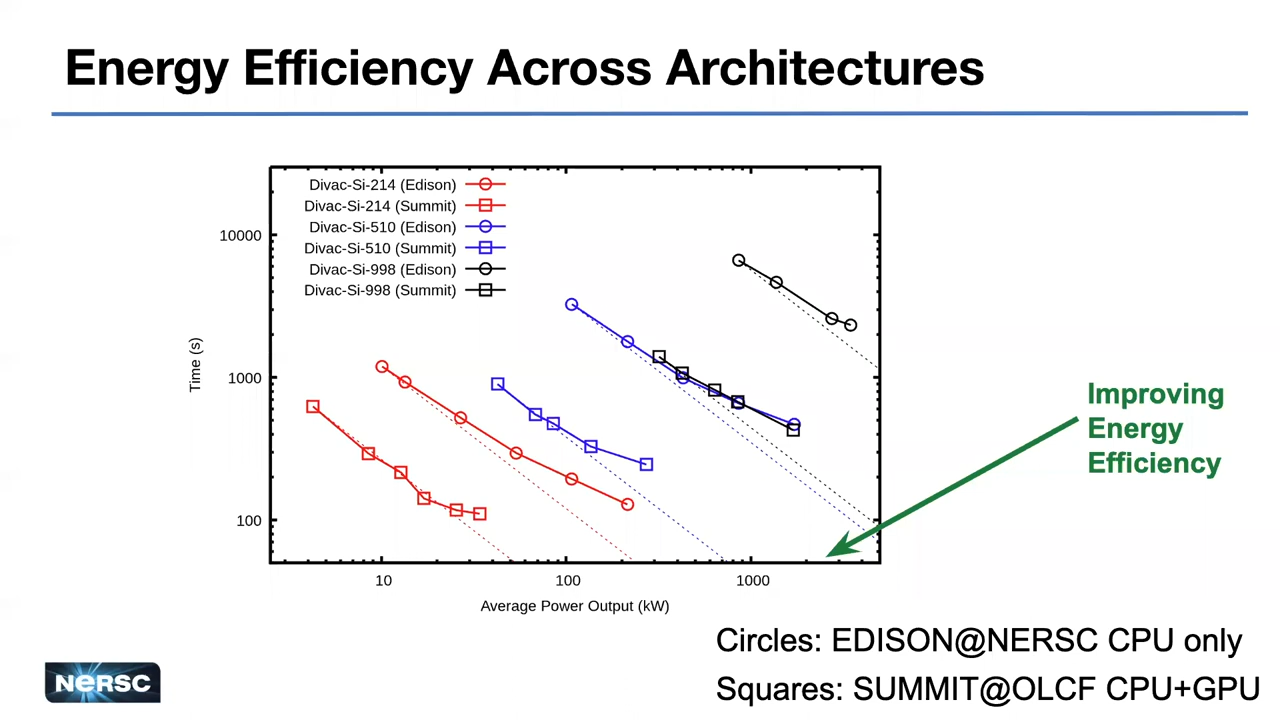 Energy Efficiency Across Architectures
Divac-Si-214 (Edison)
Divac-Si-214 (Summit)
Divac-Si-510 (Edison)
Divac-Si-510 (Summit)
Divac-Si-998 (Edison)
Divac-Si-998 (Summit)
10000
1000
100
Time (s)
10
100
1000
Average Power Output (kW)
Improving
Energy
Efficiency
Circles: EDISON@NERSC CPU only
Squares: SUMMIT@OLCF CPU+GPU
NERSC